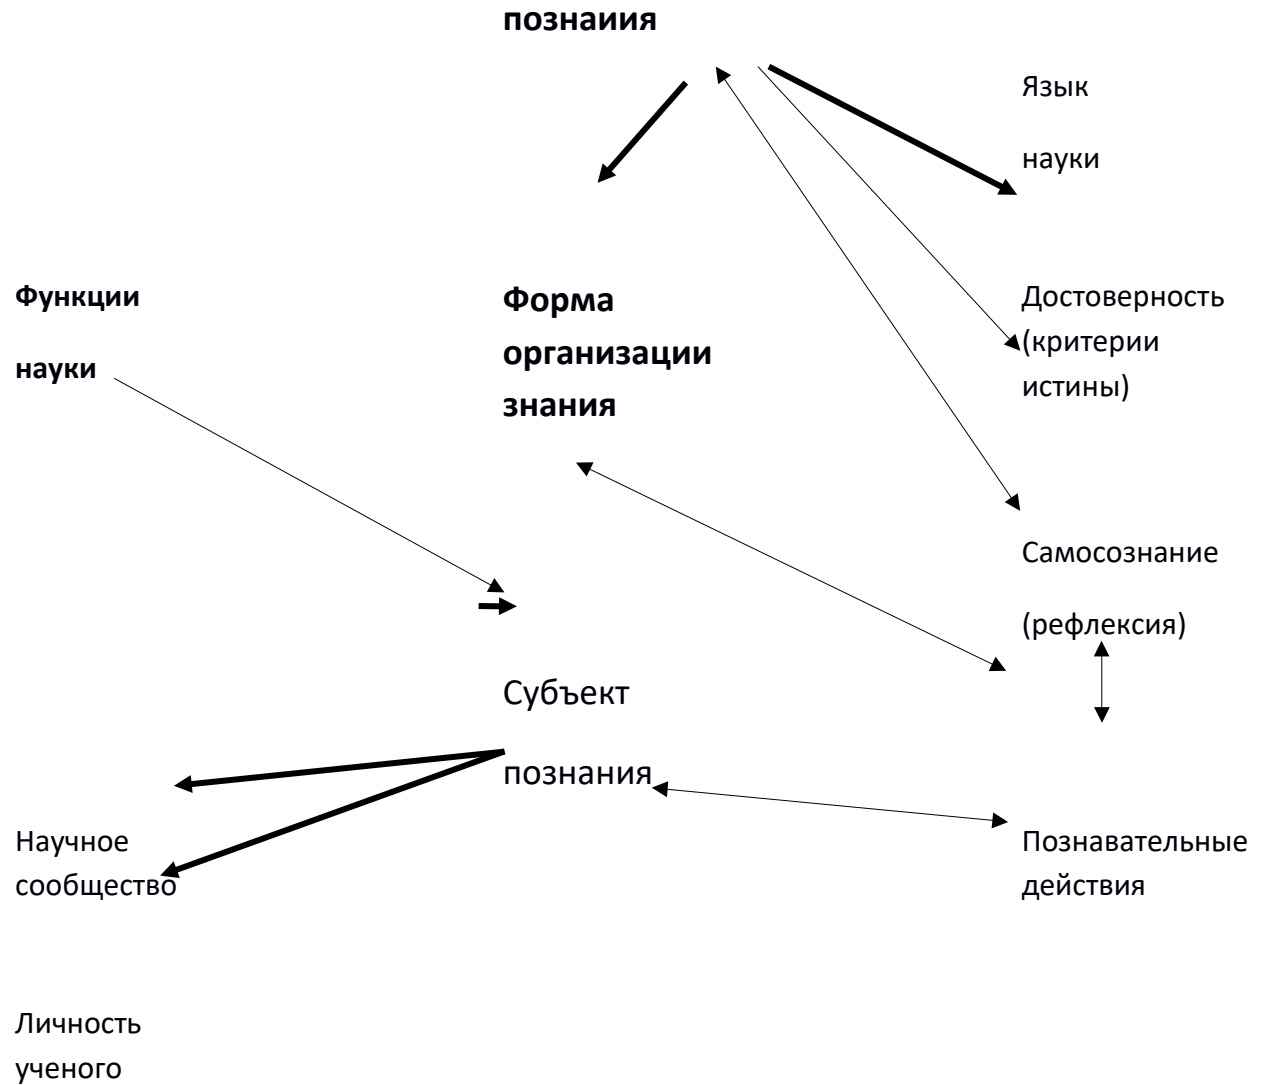 познаиия
Язык
науки
Функции
науки
Форма
организации
знания
Достоверность
(критерии
истины)
Самосознание
(рефлексия)
Субъект
познания
Научное
сообщество
Познавательные
действия
Личность
ученого